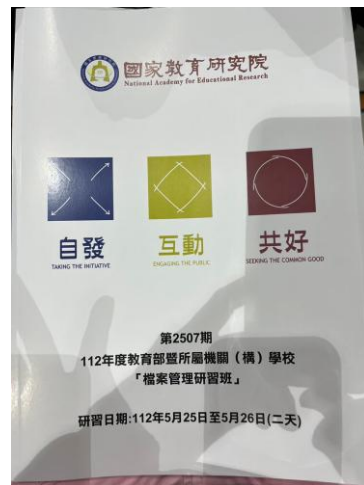 國家教育研究院
National Academy for Educational Research
自發
TAKING THE INITIATIVE
互動
ENGAGING THE PUBLIC
共好
SEEKING THE COMMON GOOD
第2507期
112年度教育部暨所屬機關（構）學校
「檔案管理研習班」
研習日期:112年5月25日至5月26日(二天)